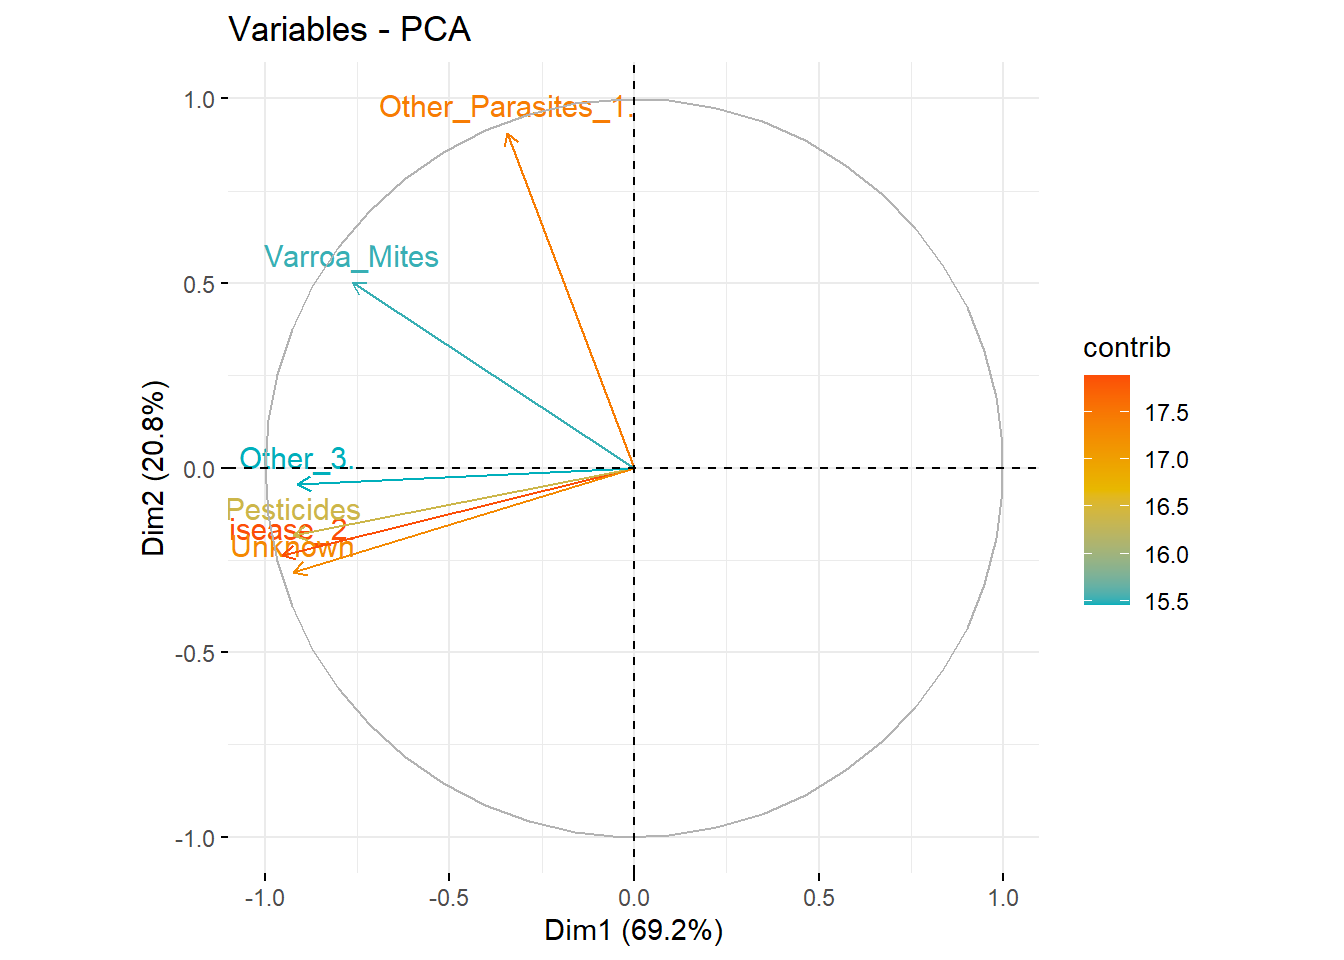 Variables - PCA
Other_Parasites_1.
Varroa_Mites
Other_3.
Pesticides
isease_2
Unknown
1.0
0.5
0.0
-0.5
-1.0
-1.0
-0.5
0.0
0.5
1.0
Dim1 (69.2%)
Dim2 (20.8%)
contrib
17.5
17.0
16.5
16.0
15.5